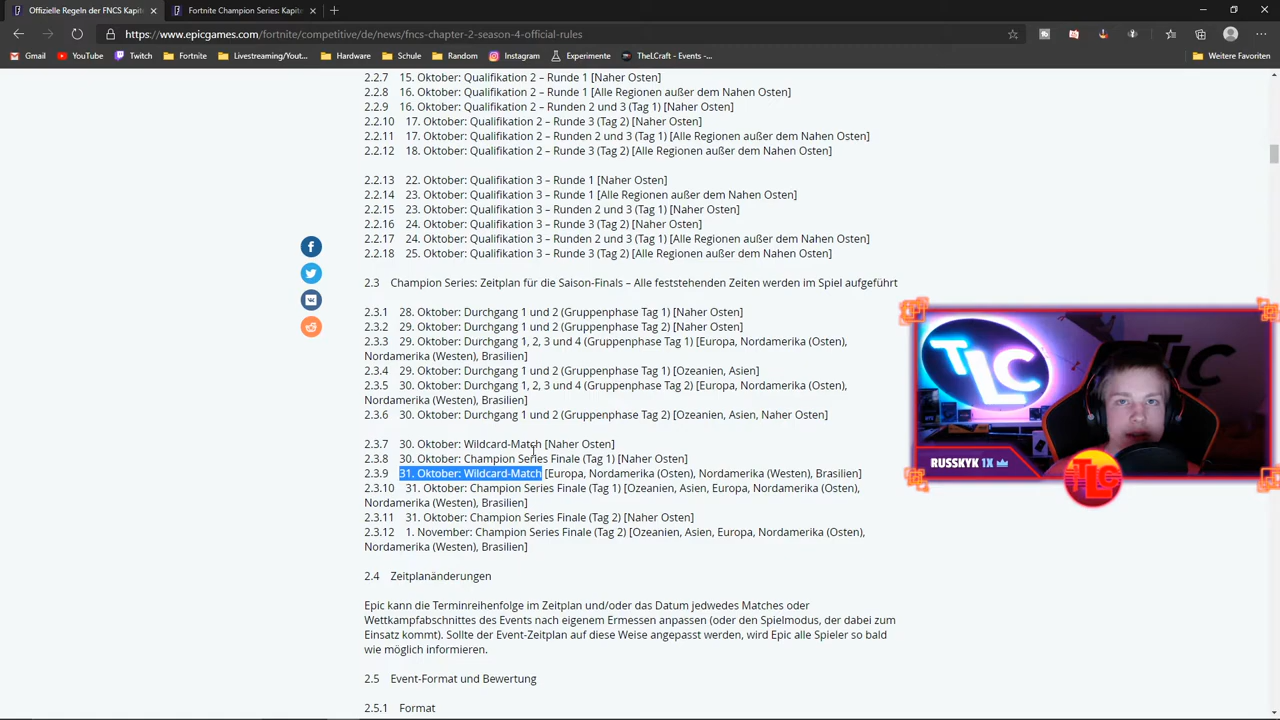 Offizielle Regeln der FNCS Kapit
Fortnite Champion Series: Kapite
https://www.epicgames.com/fortnite/competitive/de/news/fncs-chapter-2-season-4-official-rules
Gmail YouTube Twitch Fortnite Livestreaming/Yout... Hardware Schule Random Instagram Experimente TheLCraft - Events -... Weitere Favoriten
2.2.7 15. Oktober: Qualifikation 2 – Runde 1 [Naher Osten]
2.2.8 16. Oktober: Qualifikation 2 – Runde 1 [Alle Regionen außer dem Nahen Osten]
2.2.9 16. Oktober: Qualifikation 2 – Runden 2 und 3 (Tag 1) [Naher Osten]
2.2.10 17. Oktober: Qualifikation 2 – Runde 3 (Tag 2) [Naher Osten]
2.2.11 17. Oktober: Qualifikation 2 – Runden 2 und 3 (Tag 1) [Alle Regionen außer dem Nahen Osten]
2.2.12 18. Oktober: Qualifikation 2 – Runde 3 (Tag 2) [Alle Regionen außer dem Nahen Osten]
2.2.13 22. Oktober: Qualifikation 3 – Runde 1 [Naher Osten]
2.2.14 23. Oktober: Qualifikation 3 – Runde 1 [Alle Regionen außer dem Nahen Osten]
2.2.15 23. Oktober: Qualifikation 3 – Runden 2 und 3 (Tag 1) [Naher Osten]
2.2.16 24. Oktober: Qualifikation 3 – Runde 3 (Tag 2) [Naher Osten]
2.2.17 24. Oktober: Qualifikation 3 – Runden 2 und 3 (Tag 1) [Alle Regionen außer dem Nahen Osten]
2.2.18 25. Oktober: Qualifikation 3 – Runde 3 (Tag 2) [Alle Regionen außer dem Nahen Osten]
2.3 Champion Series: Zeitplan für die Saison-Finals – Alle feststehenden Zeiten werden im Spiel aufgeführt
2.3.1 28. Oktober: Durchgang 1 und 2 (Gruppenphase Tag 1) [Naher Osten]
2.3.2 29. Oktober: Durchgang 1 und 2 (Gruppenphase Tag 2) [Naher Osten]
2.3.3 29. Oktober: Durchgang 1, 2, 3 und 4 (Gruppenphase Tag 1) [Europa, Nordamerika (Osten),
Nordamerika (Westen), Brasilien]
2.3.4 29. Oktober: Durchgang 1 und 2 (Gruppenphase Tag 1) [Ozeanien, Asien]
2.3.5 30. Oktober: Durchgang 1, 2, 3 und 4 (Gruppenphase Tag 2) [Europa, Nordamerika (Osten),
Nordamerika (Westen), Brasilien]
2.3.6 30. Oktober: Durchgang 1 und 2 (Gruppenphase Tag 2) [Ozeanien, Asien, Naher Osten]
2.3.7 30. Oktober: Wildcard-Match [Naher Osten]
2.3.8 30. Oktober: Champion Series Finale (Tag 1) [Naher Osten]
2.3.9 31. Oktober: Wildcard-Match [Europa, Nordamerika (Osten), Nordamerika (Westen), Brasilien]
2.3.10 31. Oktober: Champion Series Finale (Tag 1) [Ozeanien, Asien, Europa, Nordamerika (Osten),
Nordamerika (Westen), Brasilien]
2.3.11 31. Oktober: Champion Series Finale (Tag 2) [Naher Osten]
2.3.12 1. November: Champion Series Finale (Tag 2) [Ozeanien, Asien, Europa, Nordamerika (Osten),
Nordamerika (Westen), Brasilien]
2.4 Zeitplanänderungen
Epic kann die Terminreihenfolge im Zeitplan und/oder das Datum jedwedes Matches oder
Wettkampfabschnittes des Events nach eigenem Ermessen anpassen (oder den Spielmodus, der dabei zum
Einsatz kommt). Sollte der Event-Zeitplan auf diese Weise angepasst werden, wird Epic alle Spieler so bald
wie möglich informieren.
2.5 Event-Format und Bewertung
2.5.1 Format
TLC
RUSSKYK 1X
TLC